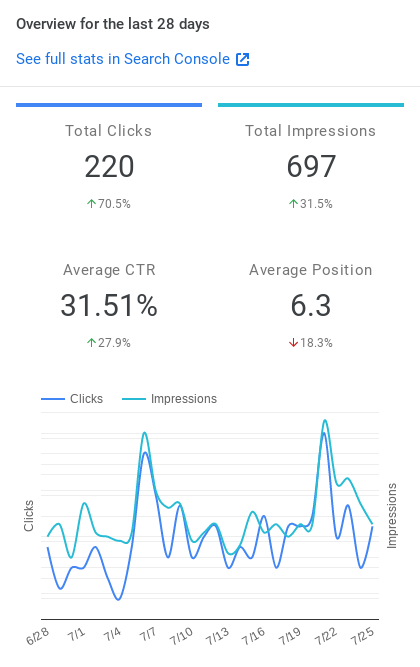 Overview for the last 28 days
See full stats in Search Console
Total Clicks
220
↑70.5%
Total Impressions
697
↑31.5%
Average CTR
31.51%
↑27.9%
Average Position
6.3
↓18.3%
Clicks Impressions
Clicks
Impressions
6/28 7/1 7/4 7/7 7/10 7/13 7/16 7/19 7/22 7/25